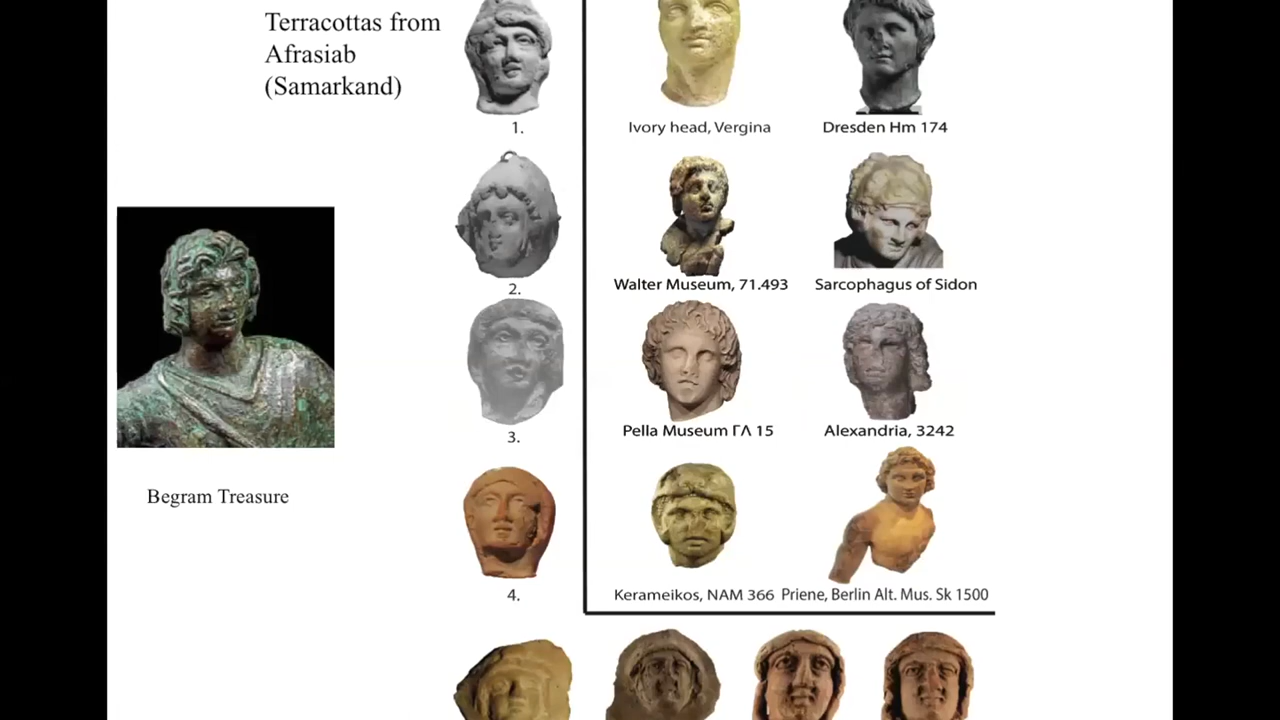 Terracottas from
Afrasiab
(Samarkand)
1.
Ivory head, Vergina
Dresden Hm 174
2.
Walter Museum, 71.493
Sarcophagus of Sidon
3.
Pella Museum ΓΛ 15
Alexandria, 3242
Begram Treasure
4.
Kerameikos, NAM 366
Priene, Berlin Alt. Mus. Sk 1500